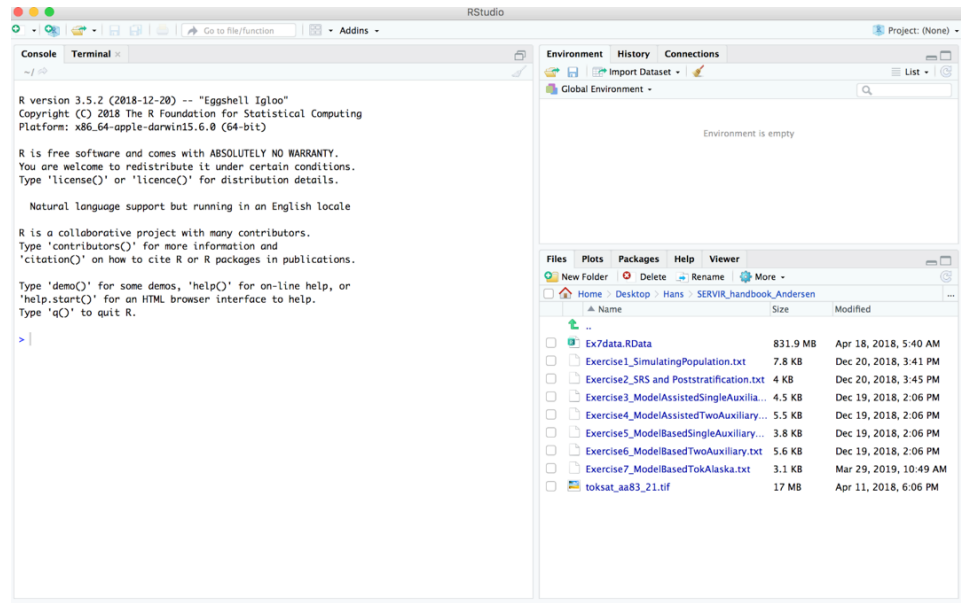 RStudio
Go to file/function
Addins
Project: (None)
Console Terminal
~/
R version 3.5.2 (2018-12-20) -- "Eggshell Igloo"
Copyright (C) 2018 The R Foundation for Statistical Computing
Platform: x86_64-apple-darwin15.6.0 (64-bit)
R is free software and comes with ABSOLUTELY NO WARRANTY.
You are welcome to redistribute it under certain conditions.
Type 'license()' or 'licence()' for distribution details.
Natural language support but running in an English locale
R is a collaborative project with many contributors.
Type 'contributors()' for more information and
'citation()' on how to cite R or R packages in publications.
Type 'demo()' for some demos, 'help()' for on-line help, or
'help.start()' for an HTML browser interface to help.
Type 'q()' to quit R.
>
Environment History Connections
Import Dataset List
Global Environment
Environment is empty
Files Plots Packages Help Viewer
New Folder Delete Rename More
Home > Desktop > Hans > SERVIR_handbook_Andersen ...
Name Size Modified
..
Ex7data.RData 831.9 MB Apr 18, 2018, 5:40 AM
Exercise1_SimulatingPopulation.txt 7.8 KB Dec 20, 2018, 3:41 PM
Exercise2_SRS and Poststratification.txt 4 KB Dec 20, 2018, 3:45 PM
Exercise3_ModelAssistedSingleAuxilia... 4.5 KB Dec 19, 2018, 2:06 PM
Exercise4_ModelAssistedTwoAuxiliary... 5.5 KB Dec 19, 2018, 2:06 PM
Exercise5_ModelBasedSingleAuxiliary... 3.8 KB Dec 19, 2018, 2:06 PM
Exercise6_ModelBasedTwoAuxiliary.txt 5.6 KB Dec 19, 2018, 2:06 PM
Exercise7_ModelBasedTokAlaska.txt 3.1 KB Mar 29, 2019, 10:49 AM
toksat_aa83_21.tif 17 MB Apr 11, 2018, 6:06 PM